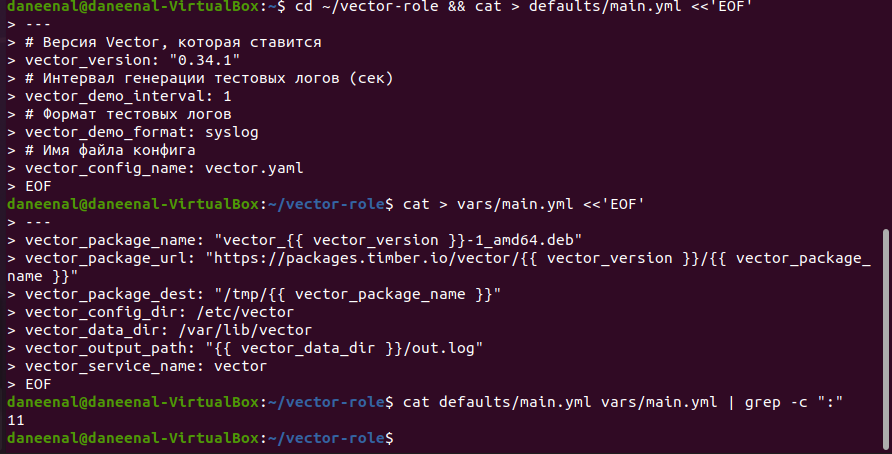 daneenal@daneenal-VirtualBox:~$ cd ~/vector-role && cat > defaults/main.yml <<'EOF'
> ---
> # Версия Vector, которая ставится
> vector_version: "0.34.1"
> # Интервал генерации тестовых логов (сек)
> vector_demo_interval: 1
> # Формат тестовых логов
> vector_demo_format: syslog
> # Имя файла конфига
> vector_config_name: vector.yaml
> EOF
daneenal@daneenal-VirtualBox:~/vector-role$ cat > vars/main.yml <<'EOF'
> ---
> vector_package_name: "vector_{{ vector_version }}-1_amd64.deb"
> vector_package_url: "https://packages.timber.io/vector/{{ vector_version }}/{{ vector_package_
name }}"
> vector_package_dest: "/tmp/{{ vector_package_name }}"
> vector_config_dir: /etc/vector
> vector_data_dir: /var/lib/vector
> vector_output_path: "{{ vector_data_dir }}/out.log"
> vector_service_name: vector
> EOF
daneenal@daneenal-VirtualBox:~/vector-role$ cat defaults/main.yml vars/main.yml | grep -c ":"
11
daneenal@daneenal-VirtualBox:~/vector-role$